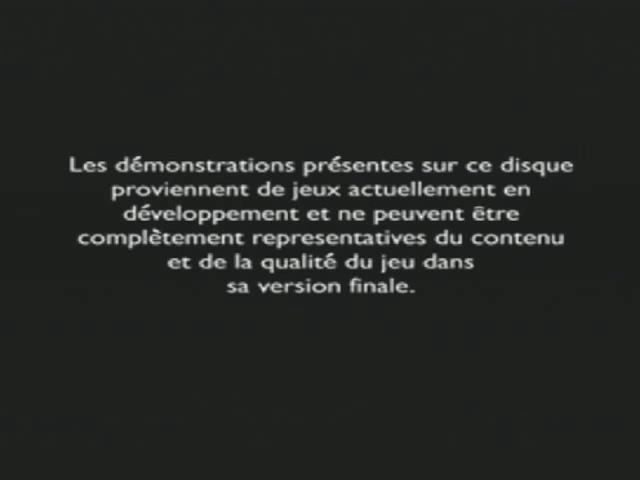 Les démonstrations présentes sur ce disque
proviennent de jeux actuellement en
développement et ne peuvent être
complètement representatives du contenu
et de la qualité du jeu dans
sa version finale.